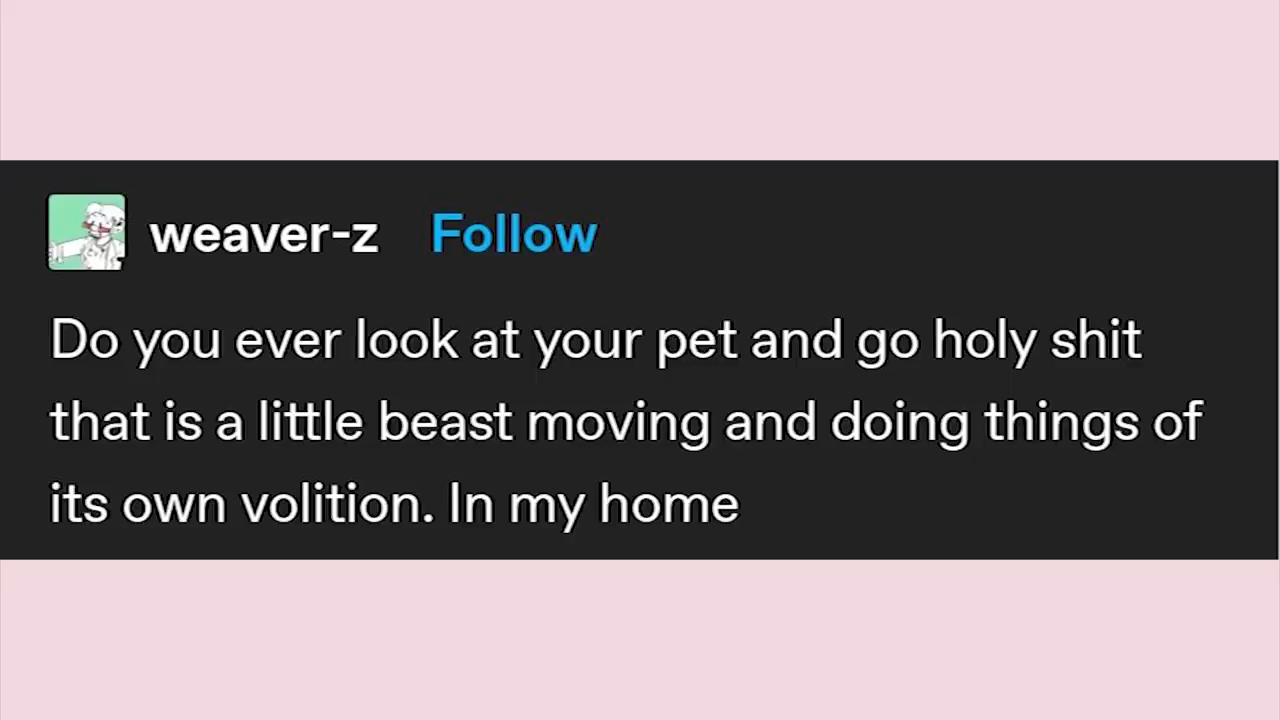 weaver-z Follow
Do you ever look at your pet and go holy shit
that is a little beast moving and doing things of
its own volition. In my home